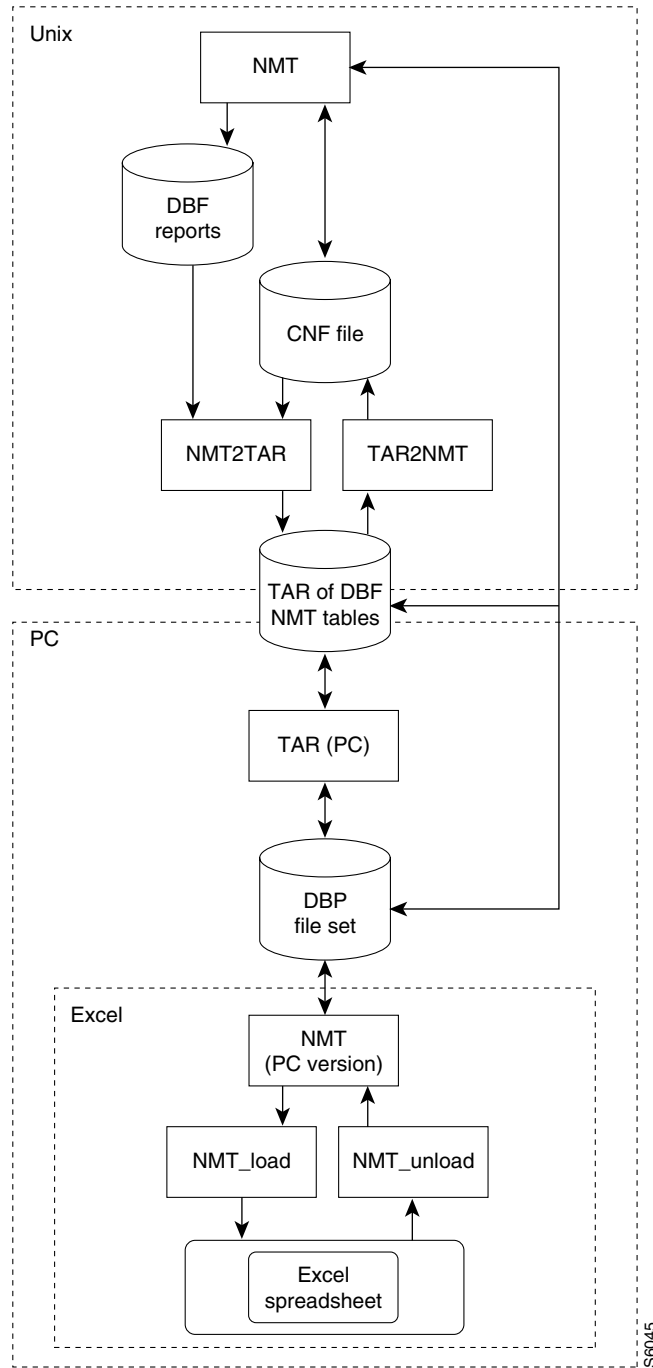 Unix
NMT
DBF
reports
CNF file
NMT2TAR
TAR2NMT
TAR of DBF
NMT tables
PC
TAR (PC)
DBP
file set
Excel
NMT
(PC version)
NMT_load
NMT_unload
Excel
spreadsheet
S6045